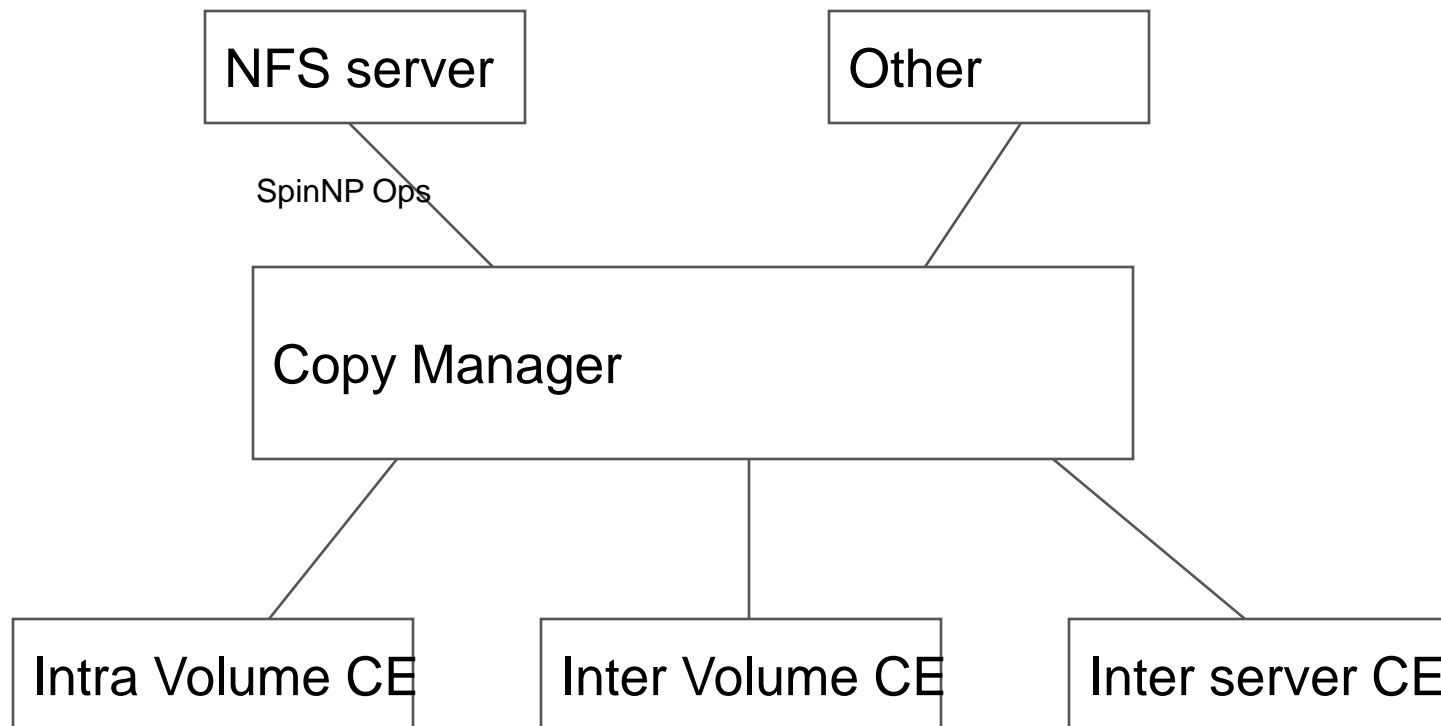 NFS server
Other
SpinNP Ops
Copy Manager
Intra Volume CE
Inter Volume CE
Inter server CE